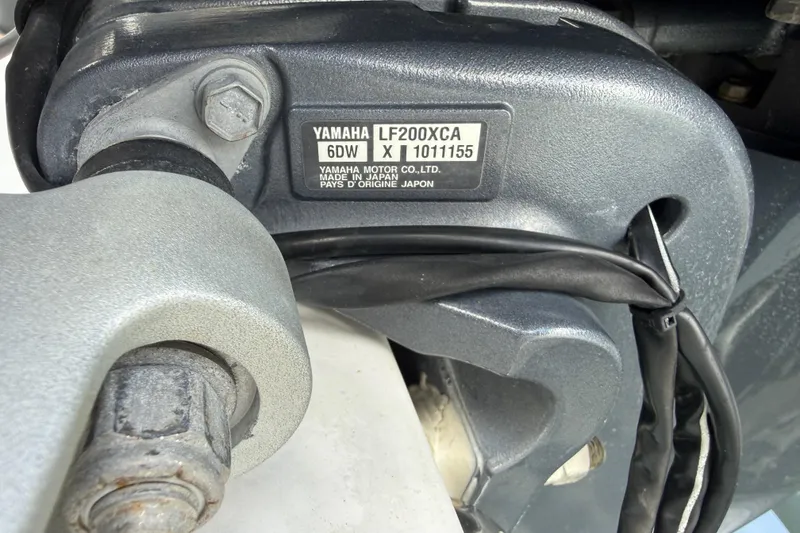 YAMAHA LF200XCA
6DW X 1011155
YAMAHA MOTOR CO.,LTD.
MADE IN JAPAN
PAYS D'ORIGINE JAPON